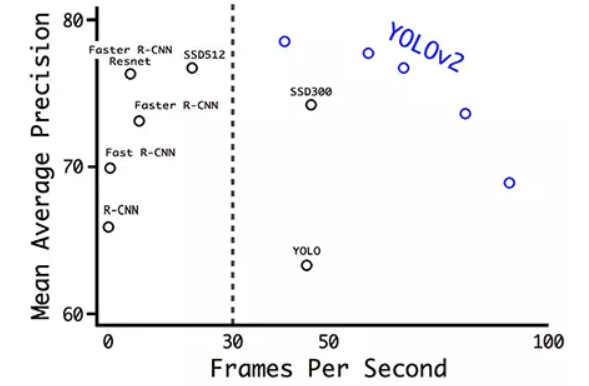 Mean Average Precision
80
70
60
Faster R-CNN
Resnet
SSD512
YOLOv2
SSD300
Faster R-CNN
Fast R-CNN
R-CNN
YOLO
0
30
50
100
Frames Per Second